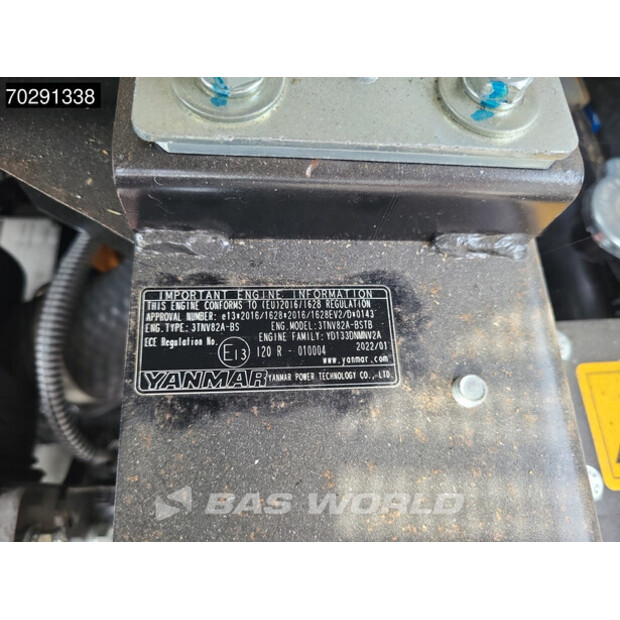 70291338
IMPORTANT ENGINE INFORMATION
THIS ENGINE CONFORMS TO (EU)2016/1628 REGULATION
APPROVAL NUMBER: e13*2016/1628*2016/1628EV2/D*0143
ENG.TYPE: 3TNV82A-BS ENG.MODEL: 3TNV82A-BSTB
ENGINE FAMILY: YD133DNMNV2A
ECE Regulation No. E13 120 R - 010004 2022/01
www.yanmar.com
YANMAR YANMAR POWER TECHNOLOGY CO.,LTD.
BAS WORLD